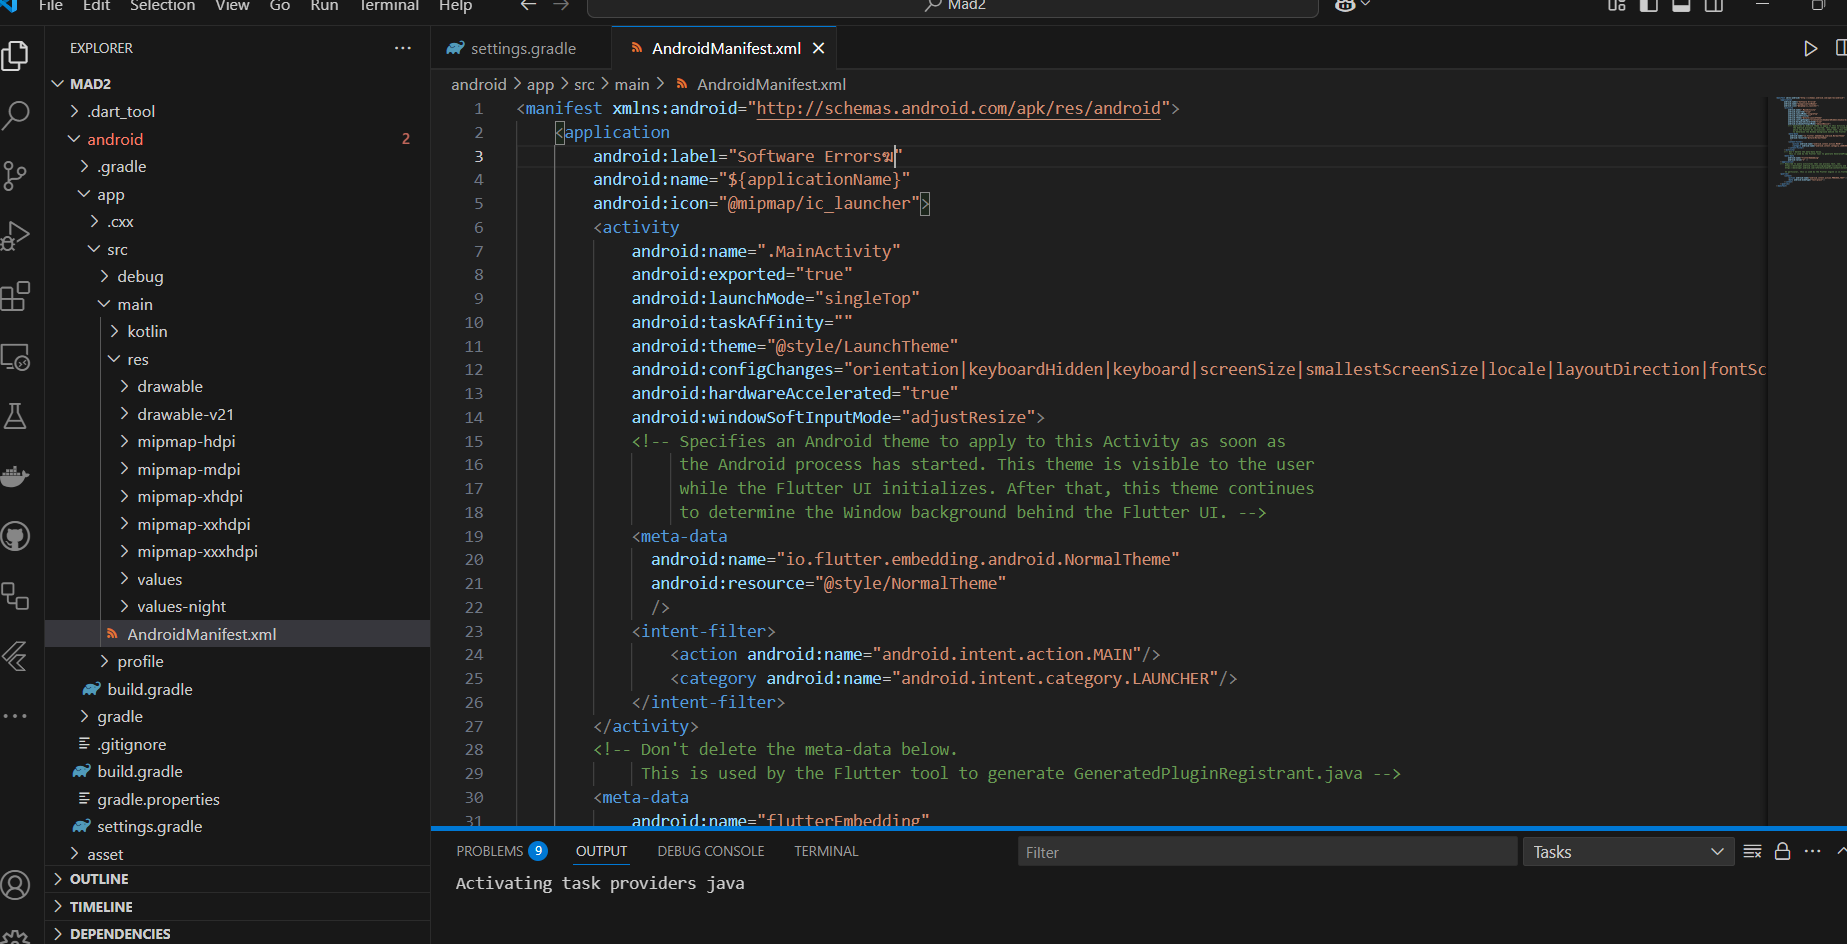 File Edit Selection View Go Run Terminal Help
Mad2
EXPLORER
MAD2
.dart_tool
android 2
.gradle
app
.cxx
src
debug
main
kotlin
res
drawable
drawable-v21
mipmap-hdpi
mipmap-mdpi
mipmap-xhdpi
mipmap-xxhdpi
mipmap-xxxhdpi
values
values-night
AndroidManifest.xml
profile
build.gradle
gradle
.gitignore
build.gradle
gradle.properties
settings.gradle
asset
OUTLINE
TIMELINE
DEPENDENCIES
settings.gradle AndroidManifest.xml
android > app > src > main > AndroidManifest.xml
1 <manifest xmlns:android="http://schemas.android.com/apk/res/android">
2 <application
3 android:label="Software Errorsฆ"
4 android:name="${applicationName}"
5 android:icon="@mipmap/ic_launcher">
6 <activity
7 android:name=".MainActivity"
8 android:exported="true"
9 android:launchMode="singleTop"
10 android:taskAffinity=""
11 android:theme="@style/LaunchTheme"
12 android:configChanges="orientation|keyboardHidden|keyboard|screenSize|smallestScreenSize|locale|layoutDirection|fontSc
13 android:hardwareAccelerated="true"
14 android:windowSoftInputMode="adjustResize">
15 <!-- Specifies an Android theme to apply to this Activity as soon as
16 the Android process has started. This theme is visible to the user
17 while the Flutter UI initializes. After that, this theme continues
18 to determine the Window background behind the Flutter UI. -->
19 <meta-data
20 android:name="io.flutter.embedding.android.NormalTheme"
21 android:resource="@style/NormalTheme"
22 />
23 <intent-filter>
24 <action android:name="android.intent.action.MAIN"/>
25 <category android:name="android.intent.category.LAUNCHER"/>
26 </intent-filter>
27 </activity>
28 <!-- Don't delete the meta-data below.
29 This is used by the Flutter tool to generate GeneratedPluginRegistrant.java -->
30 <meta-data
31 android:name="flutterEmbedding"
PROBLEMS 9 OUTPUT DEBUG CONSOLE TERMINAL Filter Tasks
Activating task providers java